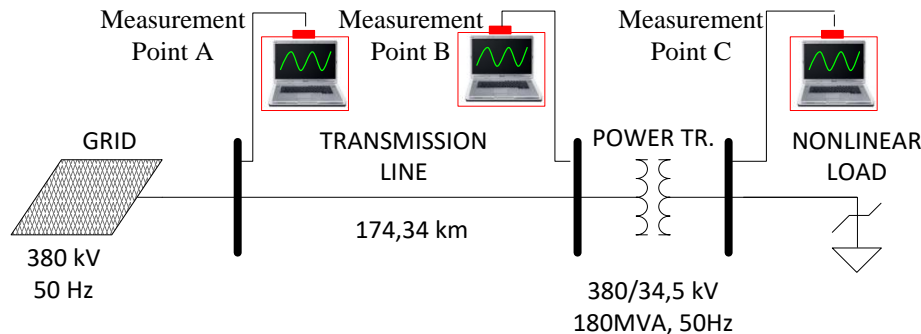 Measurement
Point A
Measurement
Point B
Measurement
Point C
GRID
TRANSMISSION
LINE
POWER TR.
NONLINEAR
LOAD
174,34 km
380 kV
50 Hz
380/34,5 kV
180MVA, 50Hz